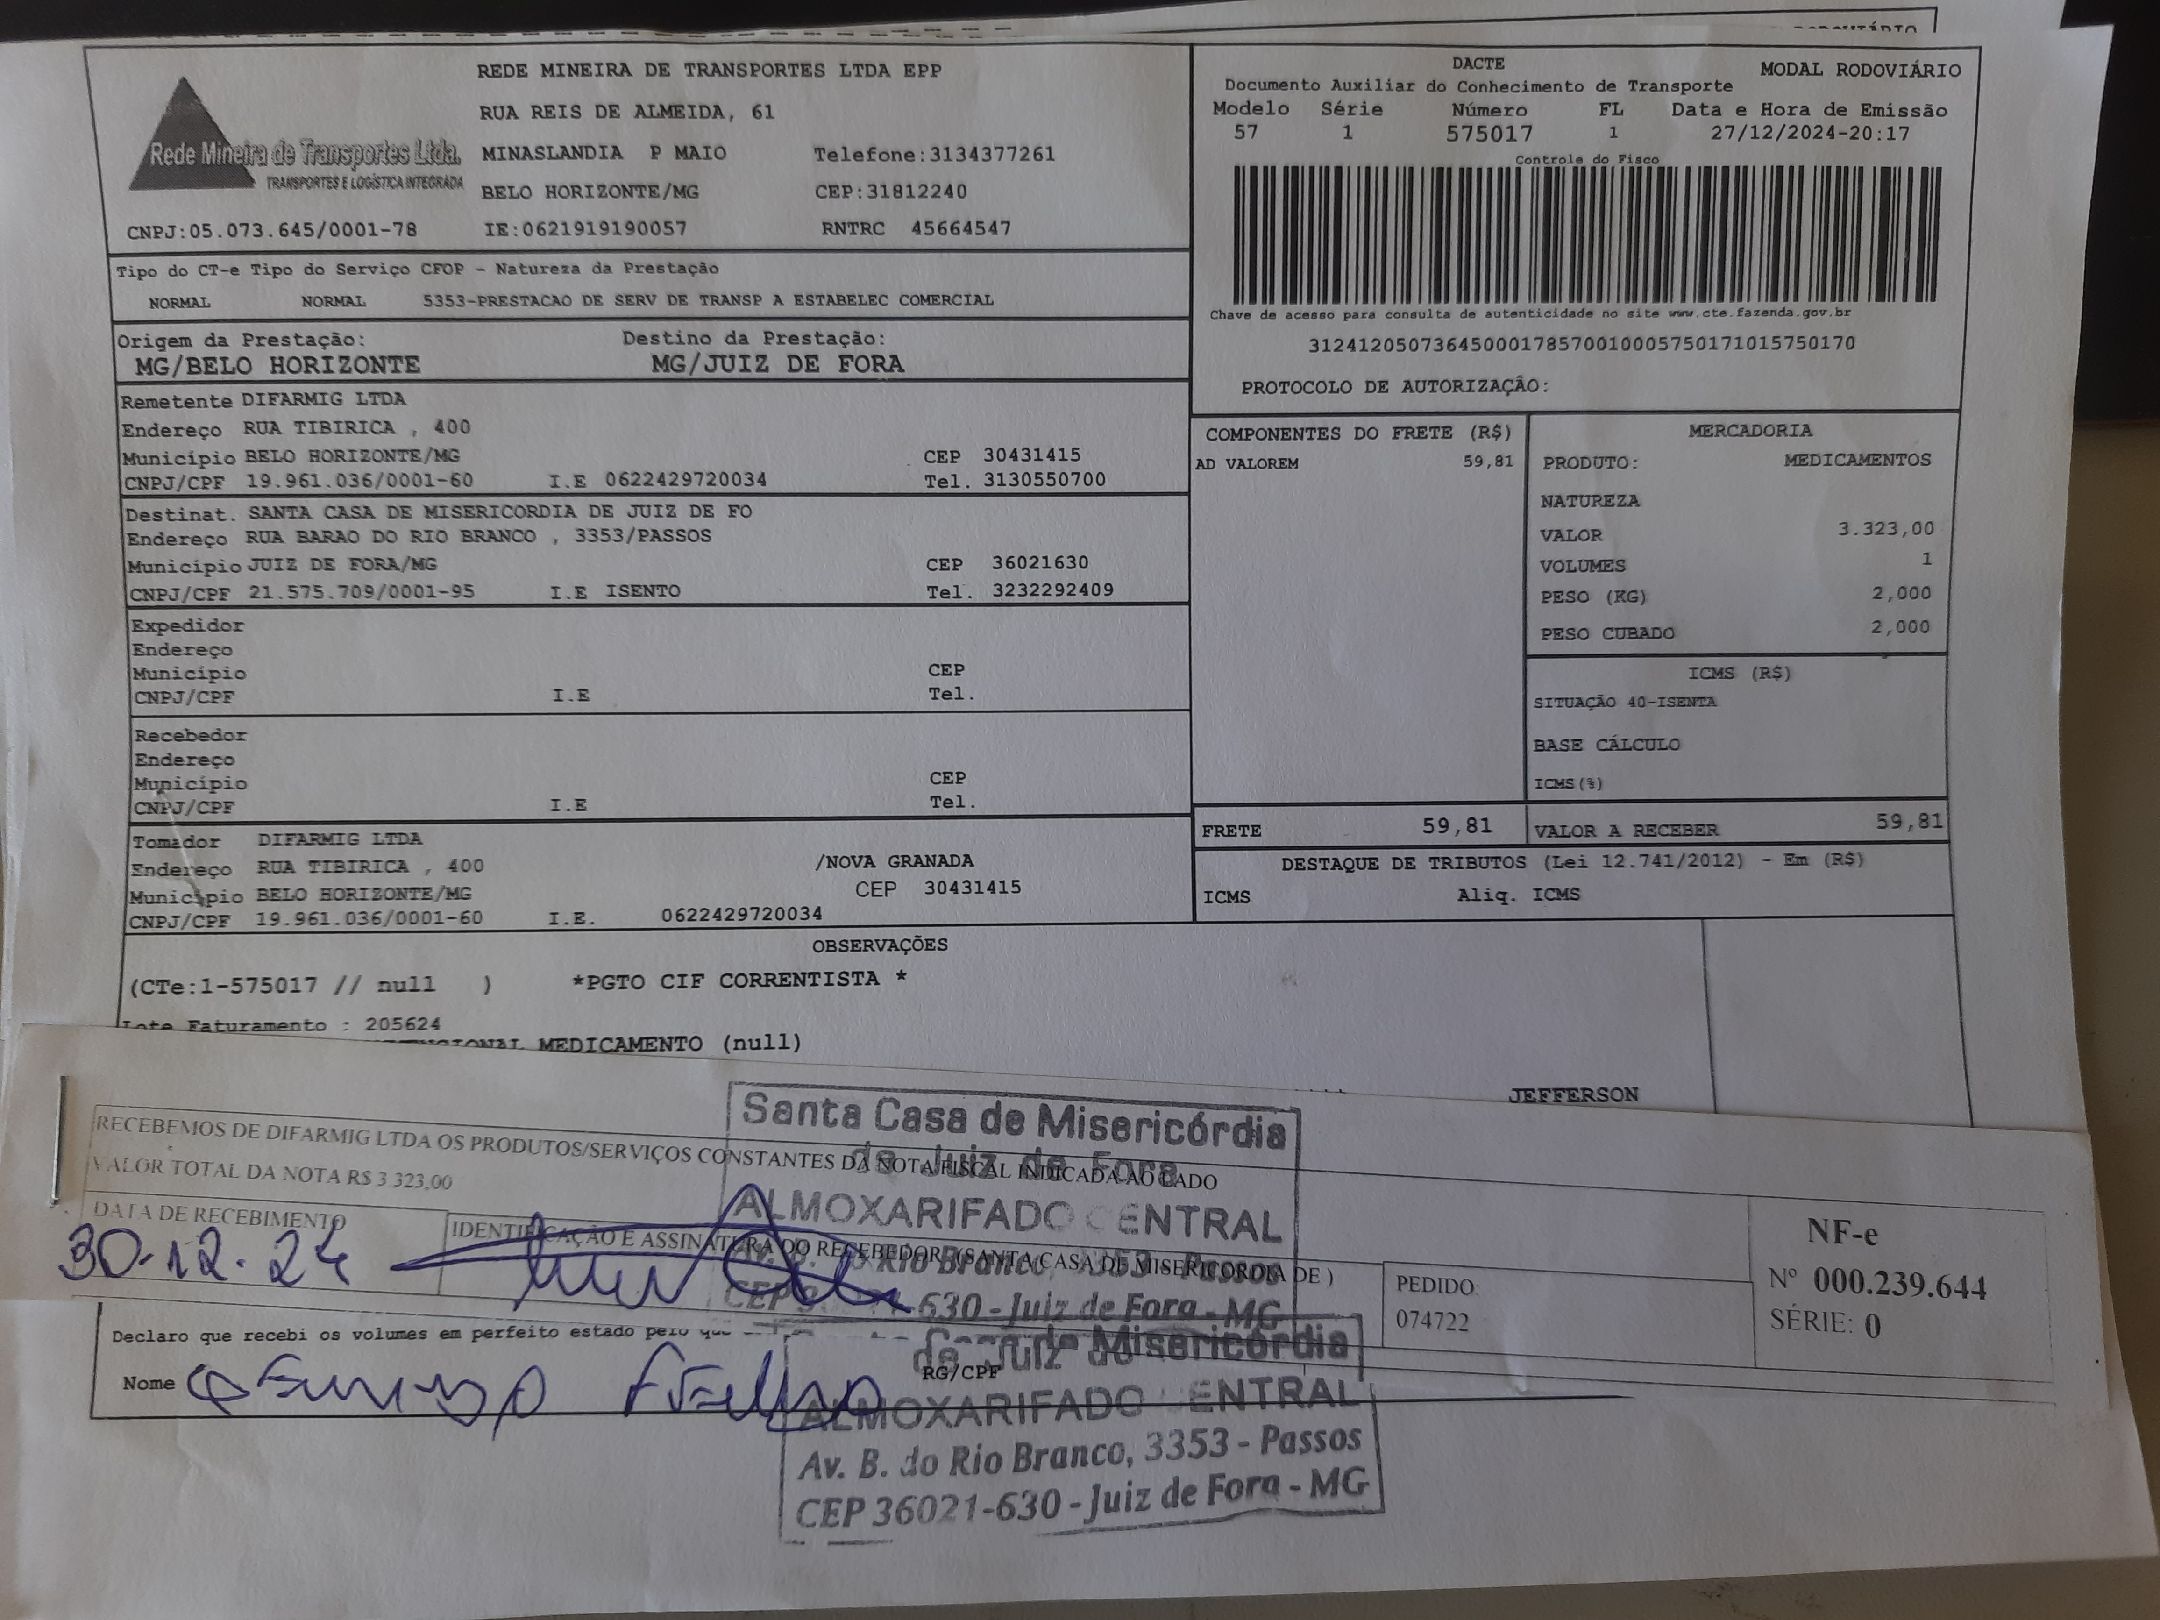 REDE MINEIRA DE TRANSPORTES LTDA EPP
RUA REIS DE ALMEIDA, 61
Rede Mineira de Transportes Ltda.
TRANSPORTES E LOGÍSTICA INTEGRADA
MINASLANDIA P MAIO Telefone:3134377261
BELO HORIZONTE/MG CEP:31812240
CNPJ:05.073.645/0001-78 IE:0621919190057 RNTRC 45664547
DACTE MODAL RODOVIÁRIO
Documento Auxiliar do Conhecimento de Transporte
Modelo Série Número FL Data e Hora de Emissão
57 1 575017 1 27/12/2024-20:17
Controle do Fisco
Chave de acesso para consulta de autenticidade no site www.cte.fazenda.gov.br
31241205073645000178570010005750171015750170
PROTOCOLO DE AUTORIZAÇÃO:
Tipo do CT-e Tipo do Serviço CFOP - Natureza da Prestação
NORMAL NORMAL 5353-PRESTACAO DE SERV DE TRANSP A ESTABELEC COMERCIAL
Origem da Prestação: Destino da Prestação:
MG/BELO HORIZONTE MG/JUIZ DE FORA
Remetente DIFARMIG LTDA
Endereço RUA TIBIRICA , 400
Município BELO HORIZONTE/MG CEP 30431415
CNPJ/CPF 19.961.036/0001-60 I.E 0622429720034 Tel. 3130550700
Destinat. SANTA CASA DE MISERICORDIA DE JUIZ DE FO
Endereço RUA BARAO DO RIO BRANCO , 3353/PASSOS
Município JUIZ DE FORA/MG CEP 36021630
CNPJ/CPF 21.575.709/0001-95 I.E ISENTO Tel. 3232292409
Expedidor
Endereço
Município CEP
CNPJ/CPF I.E Tel.
Recebedor
Endereço
Município CEP
CNPJ/CPF I.E Tel.
Tomador DIFARMIG LTDA
Endereço RUA TIBIRICA , 400 /NOVA GRANADA
Município BELO HORIZONTE/MG CEP 30431415
CNPJ/CPF 19.961.036/0001-60 I.E. 0622429720034
COMPONENTES DO FRETE (R$)
AD VALOREM 59,81
MERCADORIA
PRODUTO: MEDICAMENTOS
NATUREZA
VALOR 3.323,00
VOLUMES 1
PESO (KG) 2,000
PESO CUBADO 2,000
ICMS (R$)
SITUAÇÃO 40-ISENTA
BASE CÁLCULO
ICMS(%)
FRETE 59,81 VALOR A RECEBER 59,81
DESTAQUE DE TRIBUTOS (Lei 12.741/2012) - Em (R$)
ICMS Aliq. ICMS
OBSERVAÇÕES
(CTe:1-575017 // null ) *PGTO CIF CORRENTISTA *
Lote Faturamento : 205624
MEDICAMENTO (null)
JEFFERSON
RECEBEMOS DE DIFARMIG LTDA OS PRODUTOS/SERVIÇOS CONSTANTES DA NOTA FISCAL INDICADA AO LADO
VALOR TOTAL DA NOTA R$ 3 323,00
DATA DE RECEBIMENTO
30-12-24
IDENTIFICAÇÃO E ASSINATURA DO RECEBEDOR (SANTA CASA DE MISERICORDIA DE )
PEDIDO
074722
NF-e
Nº 000.239.644
SÉRIE: 0
Santa Casa de Misericórdia
de Juiz de Fora
ALMOXARIFADO CENTRAL
Rio Branco, 3353 - Passos
-630 - Juiz de Fora - MG
Declaro que recebi os volumes em perfeito estado pelo que
Nome RG/CPF
Casa de Misericórdia
de Juiz de
ALMOXARIFADO ENTRAL
Av. B. do Rio Branco, 3353 - Passos
CEP 36021-630 - Juiz de Fora - MG